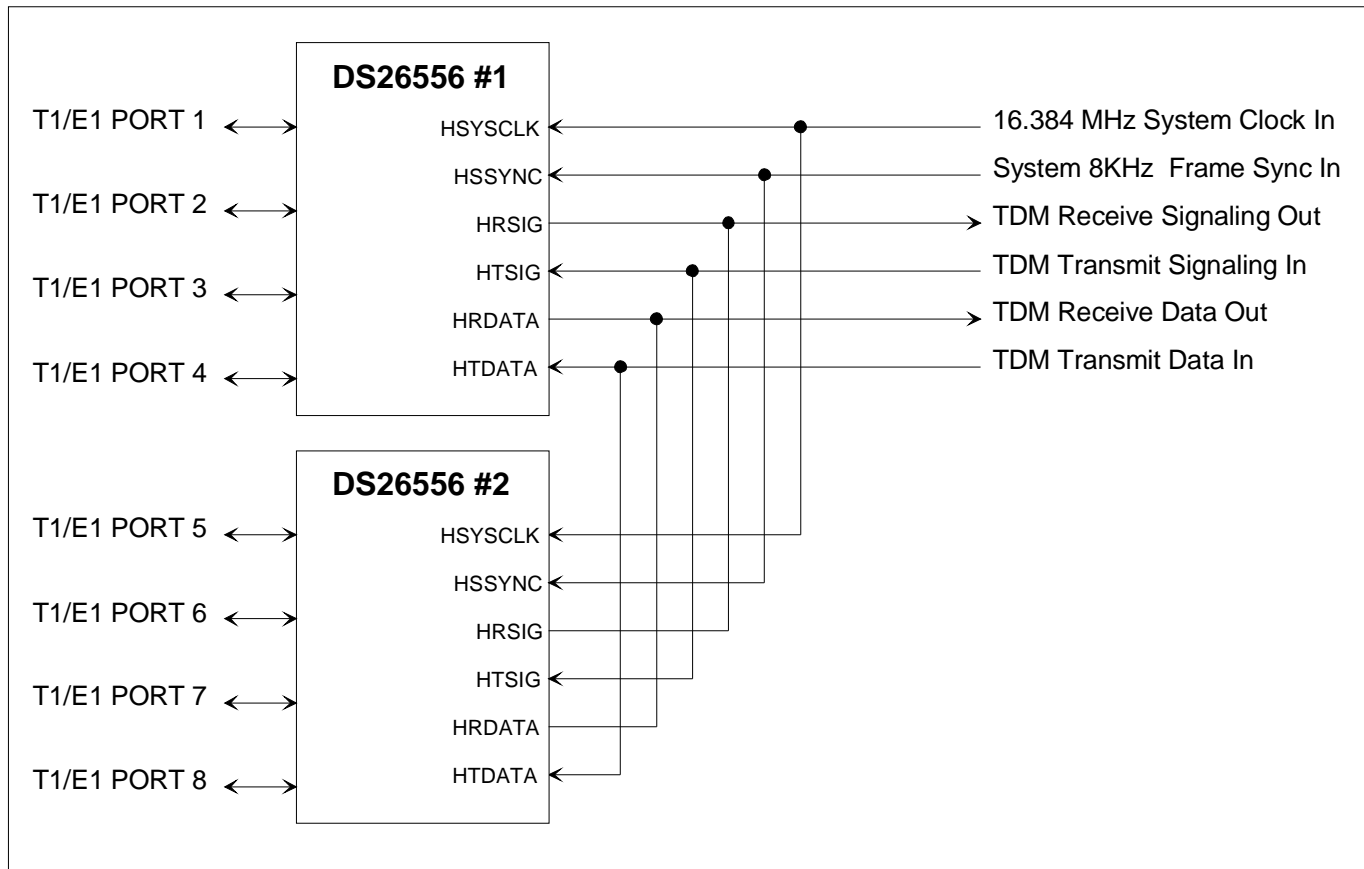 DS26556 #1
T1/E1 PORT 1
T1/E1 PORT 2
T1/E1 PORT 3
T1/E1 PORT 4
HSYSCLK
HSSYNC
HRSIG
HTSIG
HRDATA
HTDATA
16.384 MHz System Clock In
System 8KHz Frame Sync In
TDM Receive Signaling Out
TDM Transmit Signaling In
TDM Receive Data Out
TDM Transmit Data In
DS26556 #2
T1/E1 PORT 5
T1/E1 PORT 6
T1/E1 PORT 7
T1/E1 PORT 8
HSYSCLK
HSSYNC
HRSIG
HTSIG
HRDATA
HTDATA